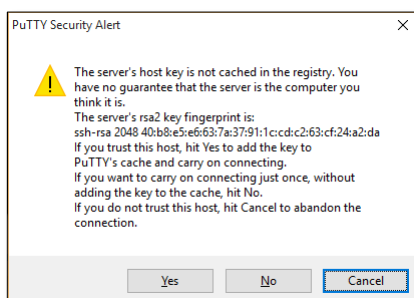 PuTTY Security Alert
The server's host key is not cached in the registry. You
have no guarantee that the server is the computer you
think it is.
The server's rsa2 key fingerprint is:
ssh-rsa 2048 40:b8:e5:e6:63:7a:37:91:1c:cd:c2:63:cf:24:a2:da
If you trust this host, hit Yes to add the key to
PuTTY's cache and carry on connecting.
If you want to carry on connecting just once, without
adding the key to the cache, hit No.
If you do not trust this host, hit Cancel to abandon the
connection.
Yes No Cancel